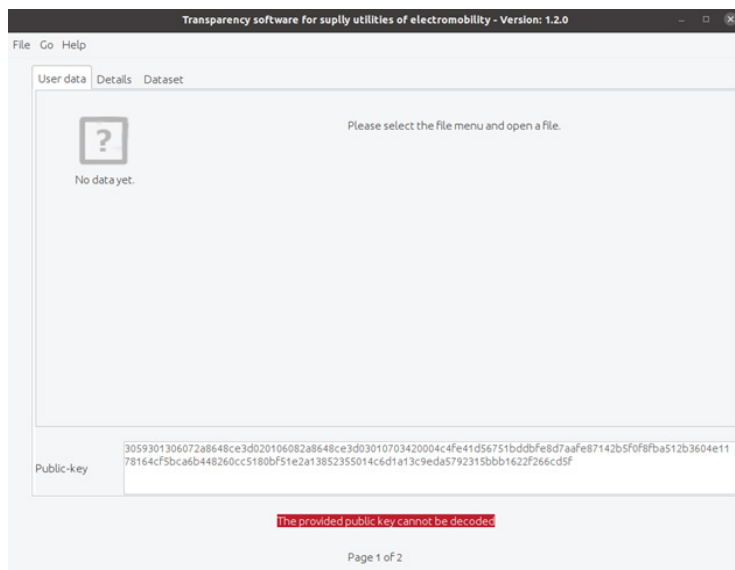 Transparency software for suplly utilities of electromobility - Version: 1.2.0
File Go Help
User data Details Dataset
?
Please select the file menu and open a file.
No data yet.
3059301306072a8648ce3d020106082a8648ce3d03010703420004c4fe41d56751bddbfe8d7aafe87142b5f0f8fba512b3604e11
78164cf5bca6b448260cc5180bf51e2a13852355014c6d1a13c9eda5792315bbb1622f266cd5f
Public-key
The provided public key cannot be decoded
Page 1 of 2